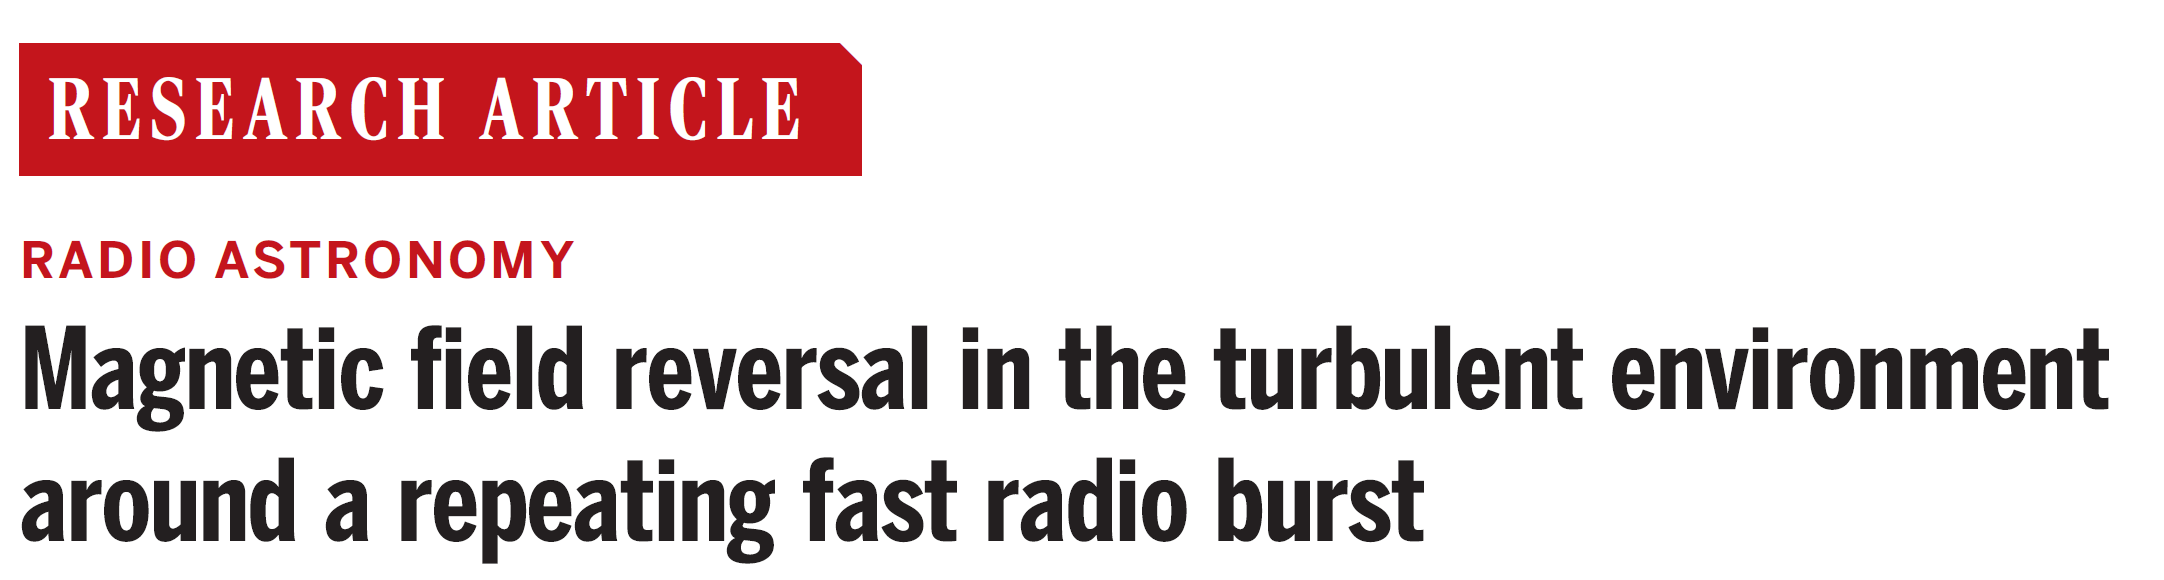 RESEARCH ARTICLE
RADIO ASTRONOMY
Magnetic field reversal in the turbulent environment
around a repeating fast radio burst